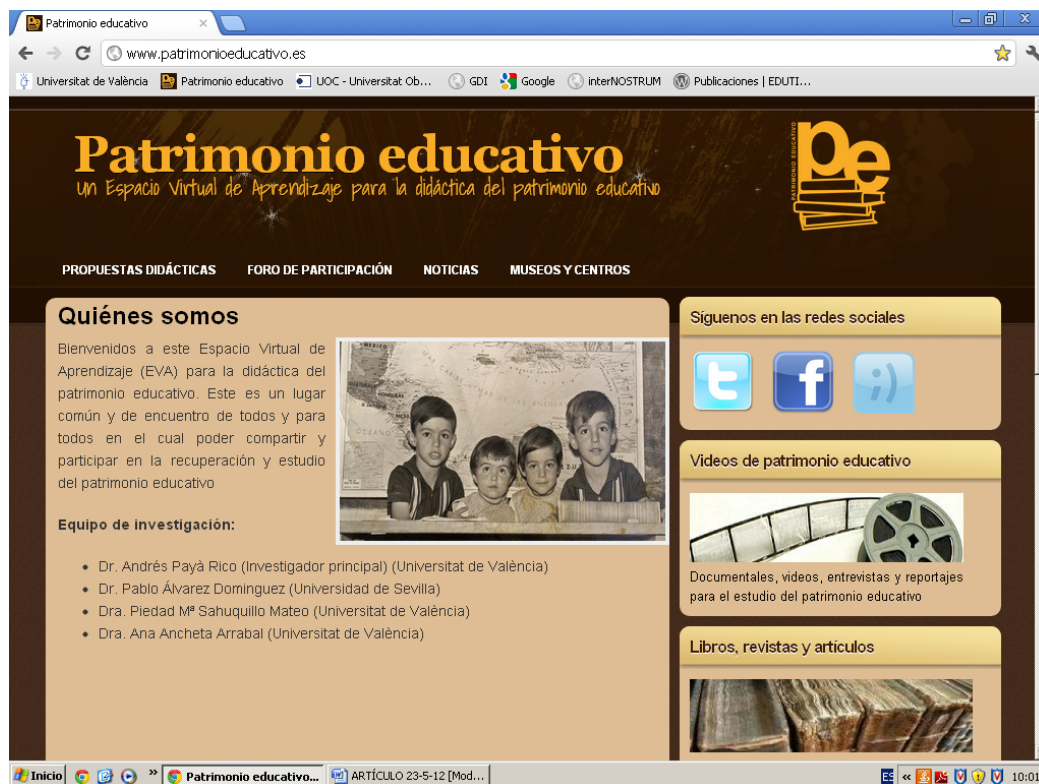 Patrimonio educativo
www.patrimonioeducativo.es
Universitat de València Patrimonio educativo UOC - Universitat Ob... GDI Google interNOSTRUM Publicaciones | EDUTI...
Patrimonio educativo
Un Espacio Virtual de Aprendizaje para la didáctica del patrimonio educativo
PATRIMONIO EDUCATIVO
pe
PROPUESTAS DIDÁCTICAS FORO DE PARTICIPACIÓN NOTICIAS MUSEOS Y CENTROS
Quiénes somos
Bienvenidos a este Espacio Virtual de
Aprendizaje (EVA) para la didáctica del
patrimonio educativo. Este es un lugar
común y de encuentro de todos y para
todos en el cual poder compartir y
participar en la recuperación y estudio
del patrimonio educativo
Equipo de investigación:
Dr. Andrés Payà Rico (Investigador principal) (Universitat de València)
Dr. Pablo Álvarez Dominguez (Universidad de Sevilla)
Dra. Piedad Mª Sahuquillo Mateo (Universitat de València)
Dra. Ana Ancheta Arrabal (Universitat de València)
Síguenos en las redes sociales
t f ;)
Videos de patrimonio educativo
Documentales, videos, entrevistas y reportajes
para el estudio del patrimonio educativo
Libros, revistas y artículos
Inicio » Patrimonio educativo... ARTÍCULO 23-5-12 [Mod... ES « 10:01